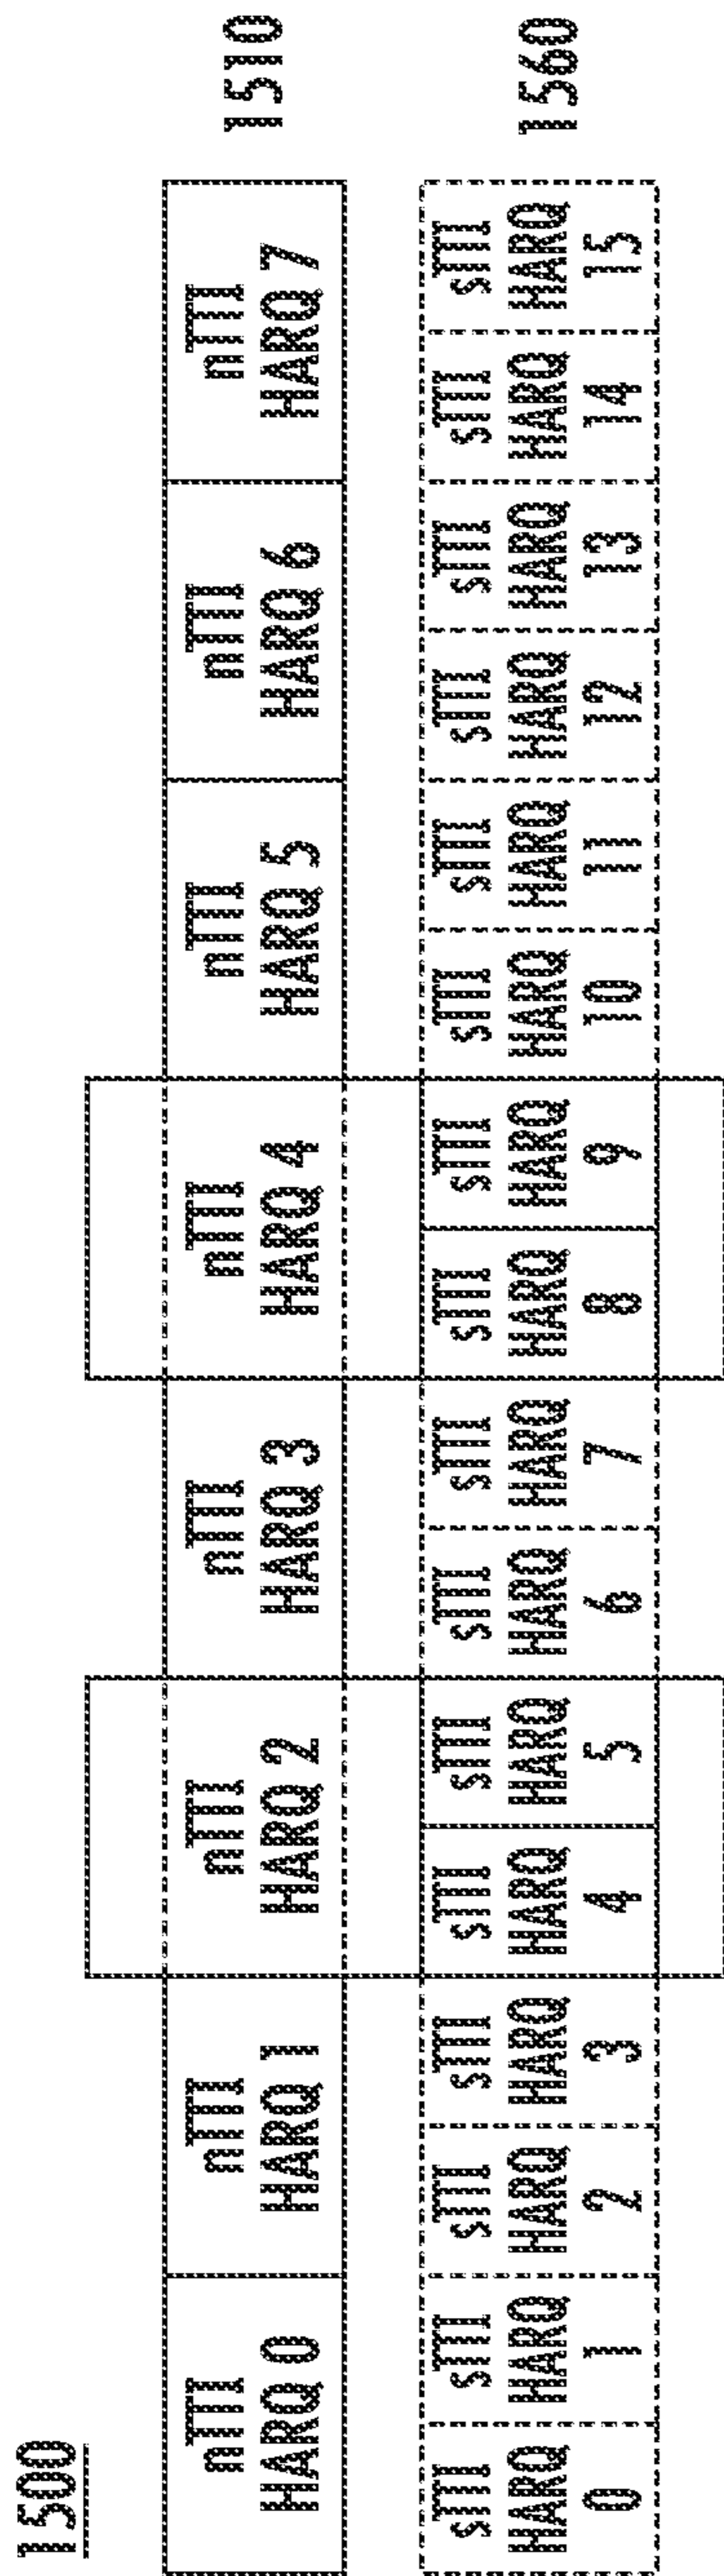 1500
nTTI
HARQ 0
nTTI
HARQ 1
nTTI
HARQ 2
nTTI
HARQ 3
nTTI
HARQ 4
nTTI
HARQ 5
nTTI
HARQ 6
nTTI
HARQ 7
1510
sTTI
HARQ
0
sTTI
HARQ
1
sTTI
HARQ
2
sTTI
HARQ
3
sTTI
HARQ
4
sTTI
HARQ
5
sTTI
HARQ
6
sTTI
HARQ
7
sTTI
HARQ
8
sTTI
HARQ
9
sTTI
HARQ
10
sTTI
HARQ
11
sTTI
HARQ
12
sTTI
HARQ
13
sTTI
HARQ
14
sTTI
HARQ
15
1560